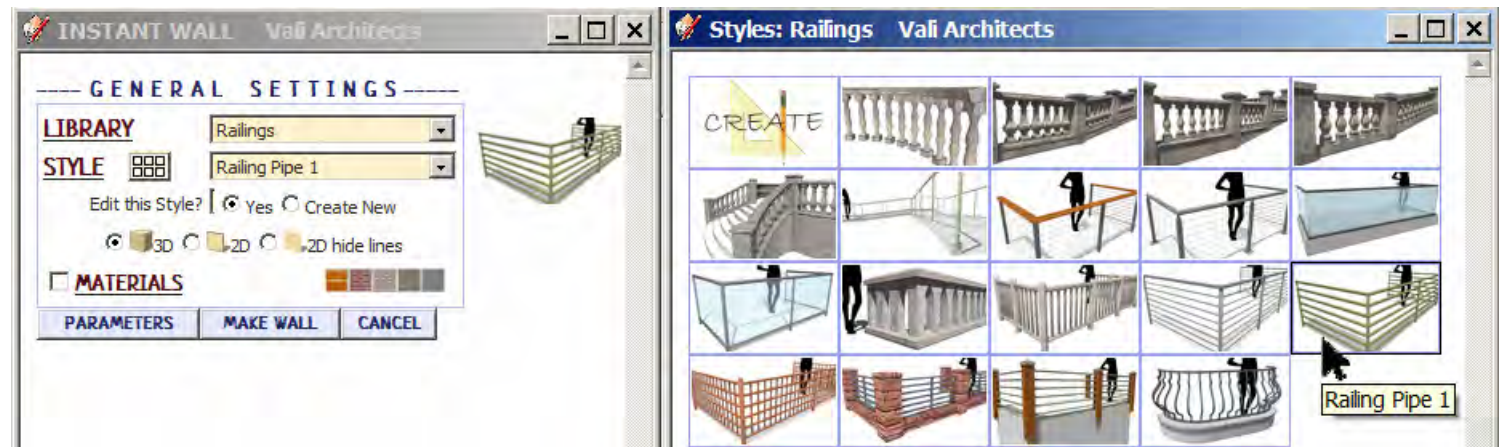 INSTANT WALL Vali Architects
---- GENERAL SETTINGS-----
LIBRARY Railings
STYLE Railing Pipe 1
Edit this Style? Yes Create New
3D 2D 2D hide lines
MATERIALS
PARAMETERS MAKE WALL CANCEL
Styles: Railings Vali Architects
CREATE
Railing Pipe 1